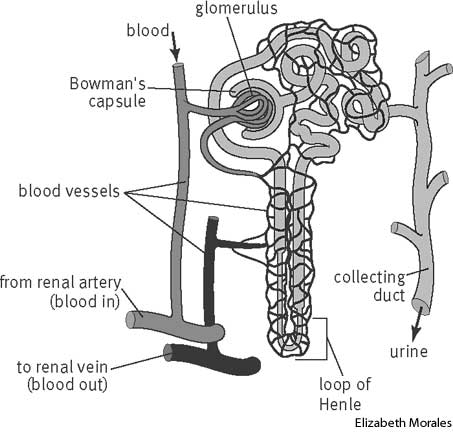 glomerulus
blood
Bowman's
capsule
blood vessels
from renal artery
(blood in)
to renal vein
(blood out)
collecting
duct
urine
loop of
Henle
Elizabeth Morales